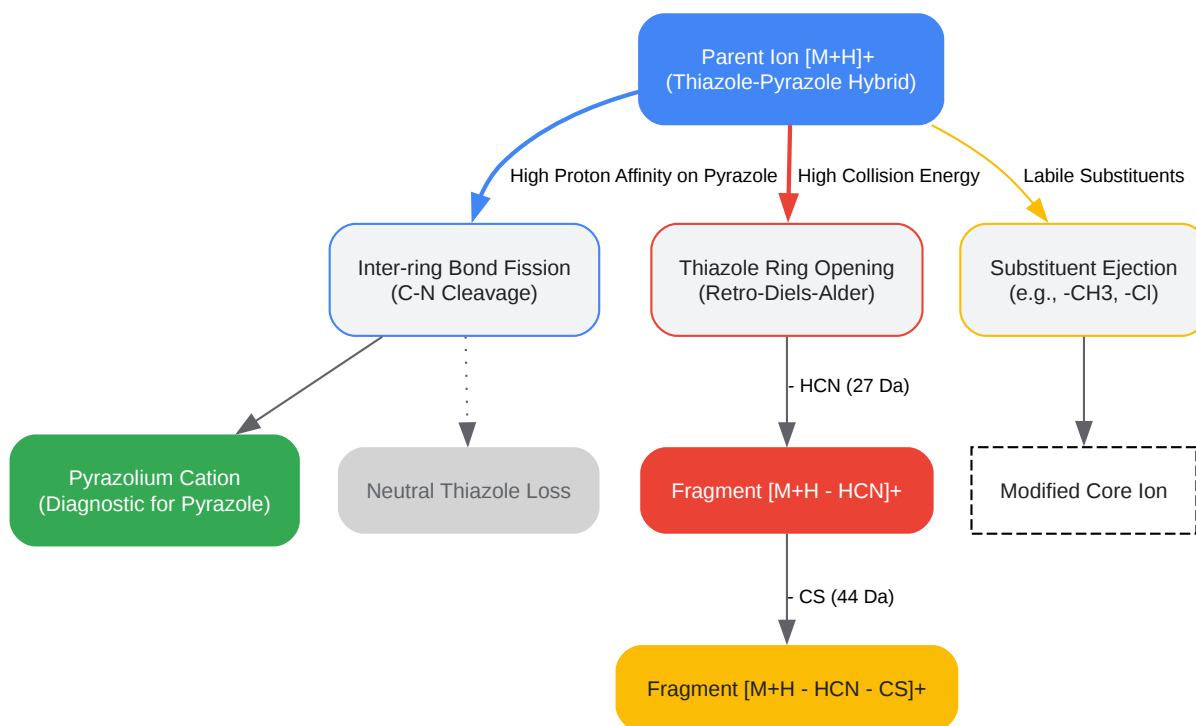 Parent Ion [M+H]+
(Thiazole-Pyrazole Hybrid)
High Proton Affinity on Pyrazole
High Collision Energy
Labile Substituents
Inter-ring Bond Fission
(C-N Cleavage)
Thiazole Ring Opening
(Retro-Diels-Alder)
Substituent Ejection
(e.g., -CH3, -Cl)
- HCN (27 Da)
Pyrazolium Cation
(Diagnostic for Pyrazole)
Neutral Thiazole Loss
Fragment [M+H - HCN]+
Modified Core Ion
- CS (44 Da)
Fragment [M+H - HCN - CS]+